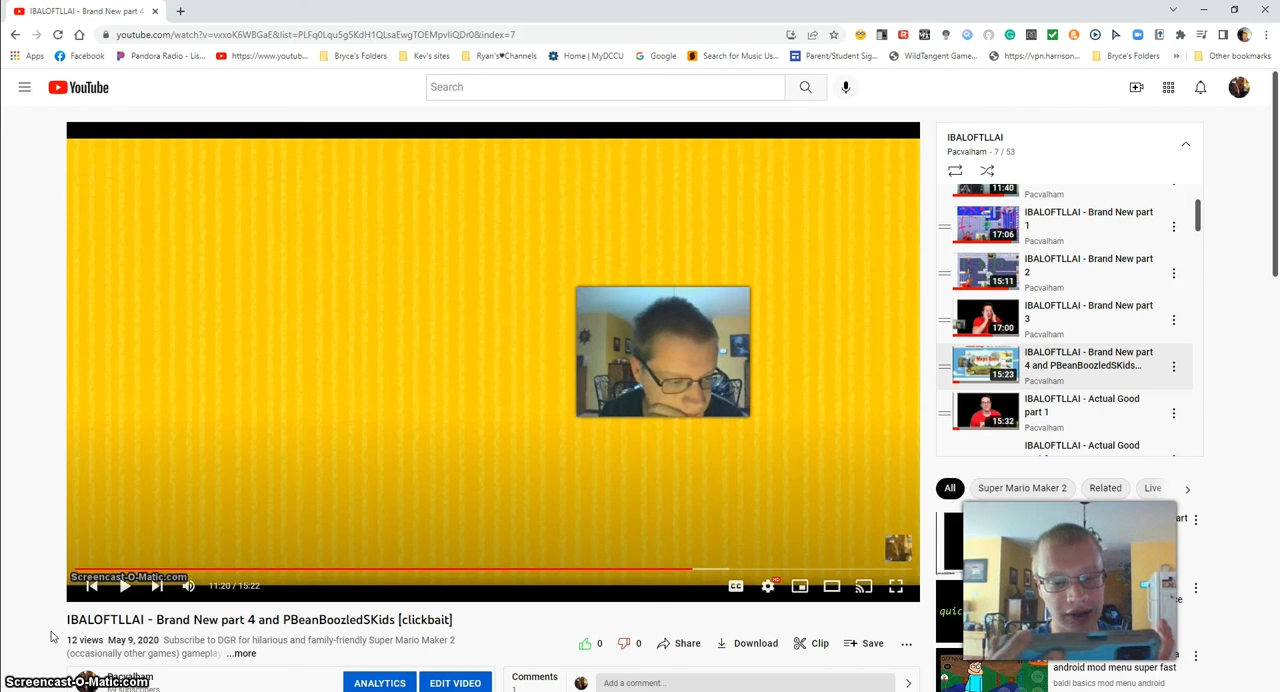 IBALOFTLLAI - Brand New part 4
youtube.com/watch?v=vxxoK6WBGaE&list=PLFq0Lqu5gSKdH1QLsaEwgTOEMpvIiQDr0&index=7
Apps Facebook Pandora Radio - Lis... https://www.youtub... Bryce's Folders Kev's sites Ryan's♥Channels Home | MyDCCU Google Search for Music Us... Parent/Student Sig... WildTangent Game... https://vpn.harrison... Bryce's Folders » Other bookmarks
YouTube
Search
IBALOFTLLAI
Pacvalham - 7 / 53
11:40
Pacvalham
IBALOFTLLAI - Brand New part
1
17:06
Pacvalham
IBALOFTLLAI - Brand New part
2
15:11
Pacvalham
IBALOFTLLAI - Brand New part
3
17:00
Pacvalham
IBALOFTLLAI - Brand New part
4 and PBeanBoozledSKids...
15:23
Pacvalham
IBALOFTLLAI - Actual Good
part 1
15:32
Pacvalham
IBALOFTLLAI - Actual Good
All Super Mario Maker 2 Related Live
Screencast-O-Matic.com
11:20 / 15:22
CC HD
IBALOFTLLAI - Brand New part 4 and PBeanBoozledSKids [clickbait]
12 views May 9, 2020 Subscribe to DGR for hilarious and family-friendly Super Mario Maker 2
(occasionally other games) gameplay ...more
0 0 Share Download Clip Save
art
quic
android mod menu super fast
baldi basics mod menu android
Pacvalham
69 subscribers
ANALYTICS EDIT VIDEO
Comments
1
Add a comment...
Screencast-O-Matic.com